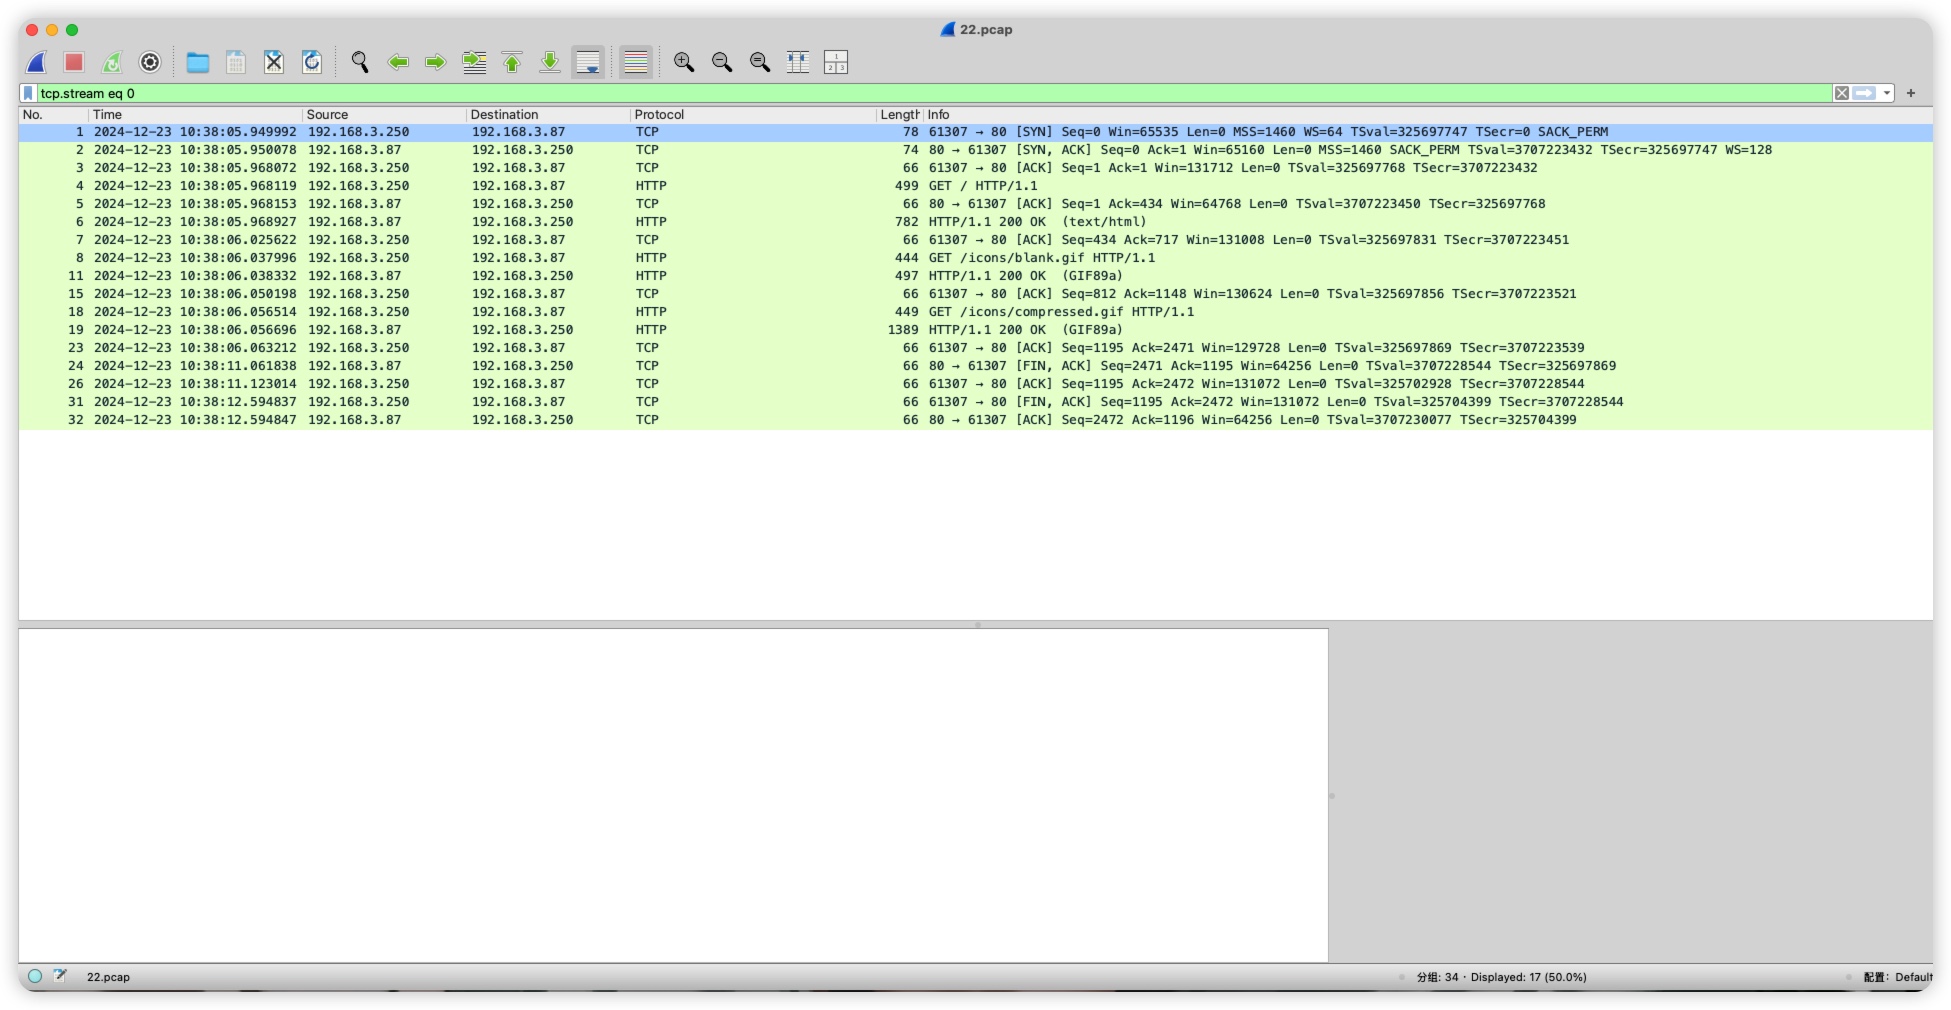 22.pcap
tcp.stream eq 0
No. Time Source Destination Protocol Length Info
1 2024-12-23 10:38:05.949992 192.168.3.250 192.168.3.87 TCP 78 61307 → 80 [SYN] Seq=0 Win=65535 Len=0 MSS=1460 WS=64 TSval=325697747 TSecr=0 SACK_PERM
2 2024-12-23 10:38:05.950078 192.168.3.87 192.168.3.250 TCP 74 80 → 61307 [SYN, ACK] Seq=0 Ack=1 Win=65160 Len=0 MSS=1460 SACK_PERM TSval=3707223432 TSecr=325697747 WS=128
3 2024-12-23 10:38:05.968072 192.168.3.250 192.168.3.87 TCP 66 61307 → 80 [ACK] Seq=1 Ack=1 Win=131712 Len=0 TSval=325697768 TSecr=3707223432
4 2024-12-23 10:38:05.968119 192.168.3.250 192.168.3.87 HTTP 499 GET / HTTP/1.1
5 2024-12-23 10:38:05.968153 192.168.3.87 192.168.3.250 TCP 66 80 → 61307 [ACK] Seq=1 Ack=434 Win=64768 Len=0 TSval=3707223450 TSecr=325697768
6 2024-12-23 10:38:05.968927 192.168.3.87 192.168.3.250 HTTP 782 HTTP/1.1 200 OK (text/html)
7 2024-12-23 10:38:06.025622 192.168.3.250 192.168.3.87 TCP 66 61307 → 80 [ACK] Seq=434 Ack=717 Win=131008 Len=0 TSval=325697831 TSecr=3707223451
8 2024-12-23 10:38:06.037996 192.168.3.250 192.168.3.87 HTTP 444 GET /icons/blank.gif HTTP/1.1
11 2024-12-23 10:38:06.038332 192.168.3.87 192.168.3.250 HTTP 497 HTTP/1.1 200 OK (GIF89a)
15 2024-12-23 10:38:06.050198 192.168.3.250 192.168.3.87 TCP 66 61307 → 80 [ACK] Seq=812 Ack=1148 Win=130624 Len=0 TSval=325697856 TSecr=3707223521
18 2024-12-23 10:38:06.056514 192.168.3.250 192.168.3.87 HTTP 449 GET /icons/compressed.gif HTTP/1.1
19 2024-12-23 10:38:06.056696 192.168.3.87 192.168.3.250 HTTP 1389 HTTP/1.1 200 OK (GIF89a)
23 2024-12-23 10:38:06.063212 192.168.3.250 192.168.3.87 TCP 66 61307 → 80 [ACK] Seq=1195 Ack=2471 Win=129728 Len=0 TSval=325697869 TSecr=3707223539
24 2024-12-23 10:38:11.061838 192.168.3.87 192.168.3.250 TCP 66 80 → 61307 [FIN, ACK] Seq=2471 Ack=1195 Win=64256 Len=0 TSval=3707228544 TSecr=325697869
26 2024-12-23 10:38:11.123014 192.168.3.250 192.168.3.87 TCP 66 61307 → 80 [ACK] Seq=1195 Ack=2472 Win=131072 Len=0 TSval=325702928 TSecr=3707228544
31 2024-12-23 10:38:12.594837 192.168.3.250 192.168.3.87 TCP 66 61307 → 80 [FIN, ACK] Seq=1195 Ack=2472 Win=131072 Len=0 TSval=325704399 TSecr=3707228544
32 2024-12-23 10:38:12.594847 192.168.3.87 192.168.3.250 TCP 66 80 → 61307 [ACK] Seq=2472 Ack=1196 Win=64256 Len=0 TSval=3707230077 TSecr=325704399
22.pcap 分组: 34 · Displayed: 17 (50.0%) 配置: Default